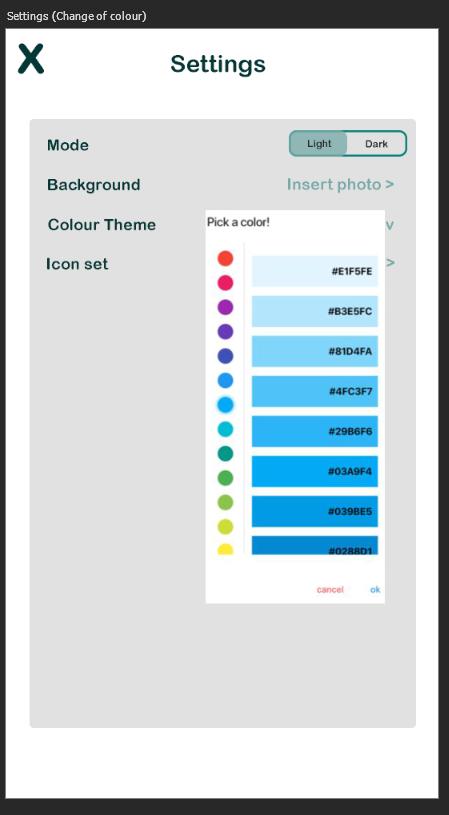 Settings (Change of colour)
X
Settings
Mode
Light
Dark
Background
Insert photo >
Colour Theme
v
Icon set
>
Pick a color!
#E1F5FE
#B3E5FC
#81D4FA
#4FC3F7
#29B6F6
#03A9F4
#039BE5
#0288D1
cancel
ok